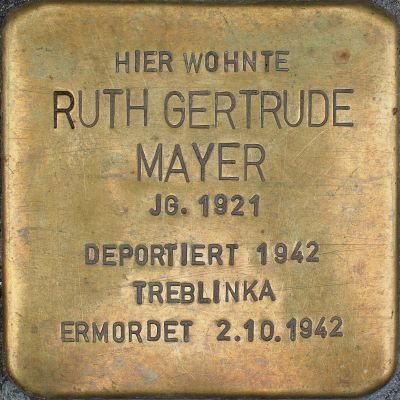 HIER WOHNTE
RUTH GERTRUDE
MAYER
JG. 1921
DEPORTIERT 1942
TREBLINKA
ERMORDET 2.10.1942